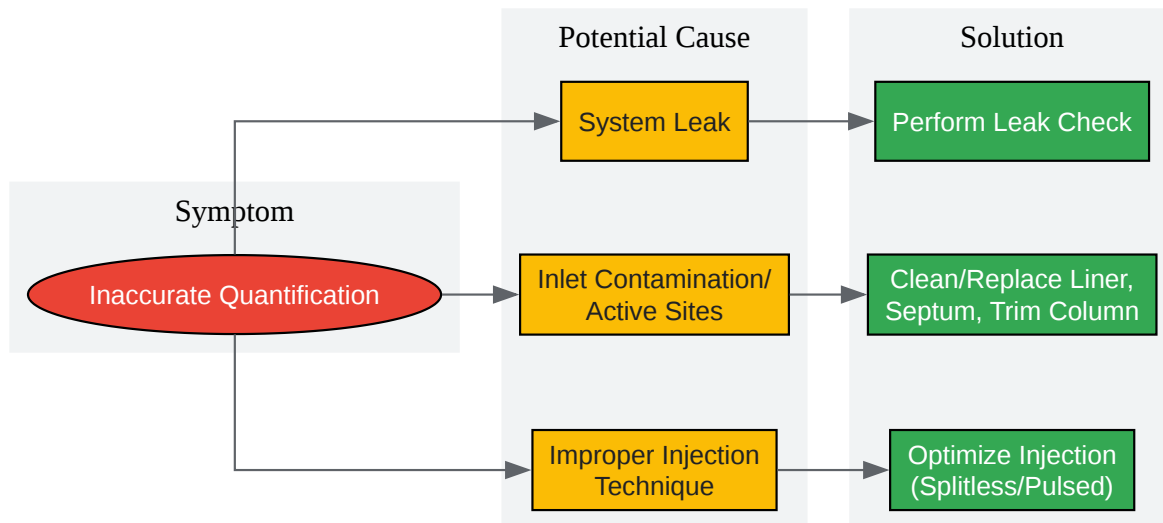 Potential Cause
Solution
System Leak
Perform Leak Check
Symptom
Inaccurate Quantification
Inlet Contamination/
Active Sites
Clean/Replace Liner,
Septum, Trim Column
Improper Injection
Technique
Optimize Injection
(Splitless/Pulsed)